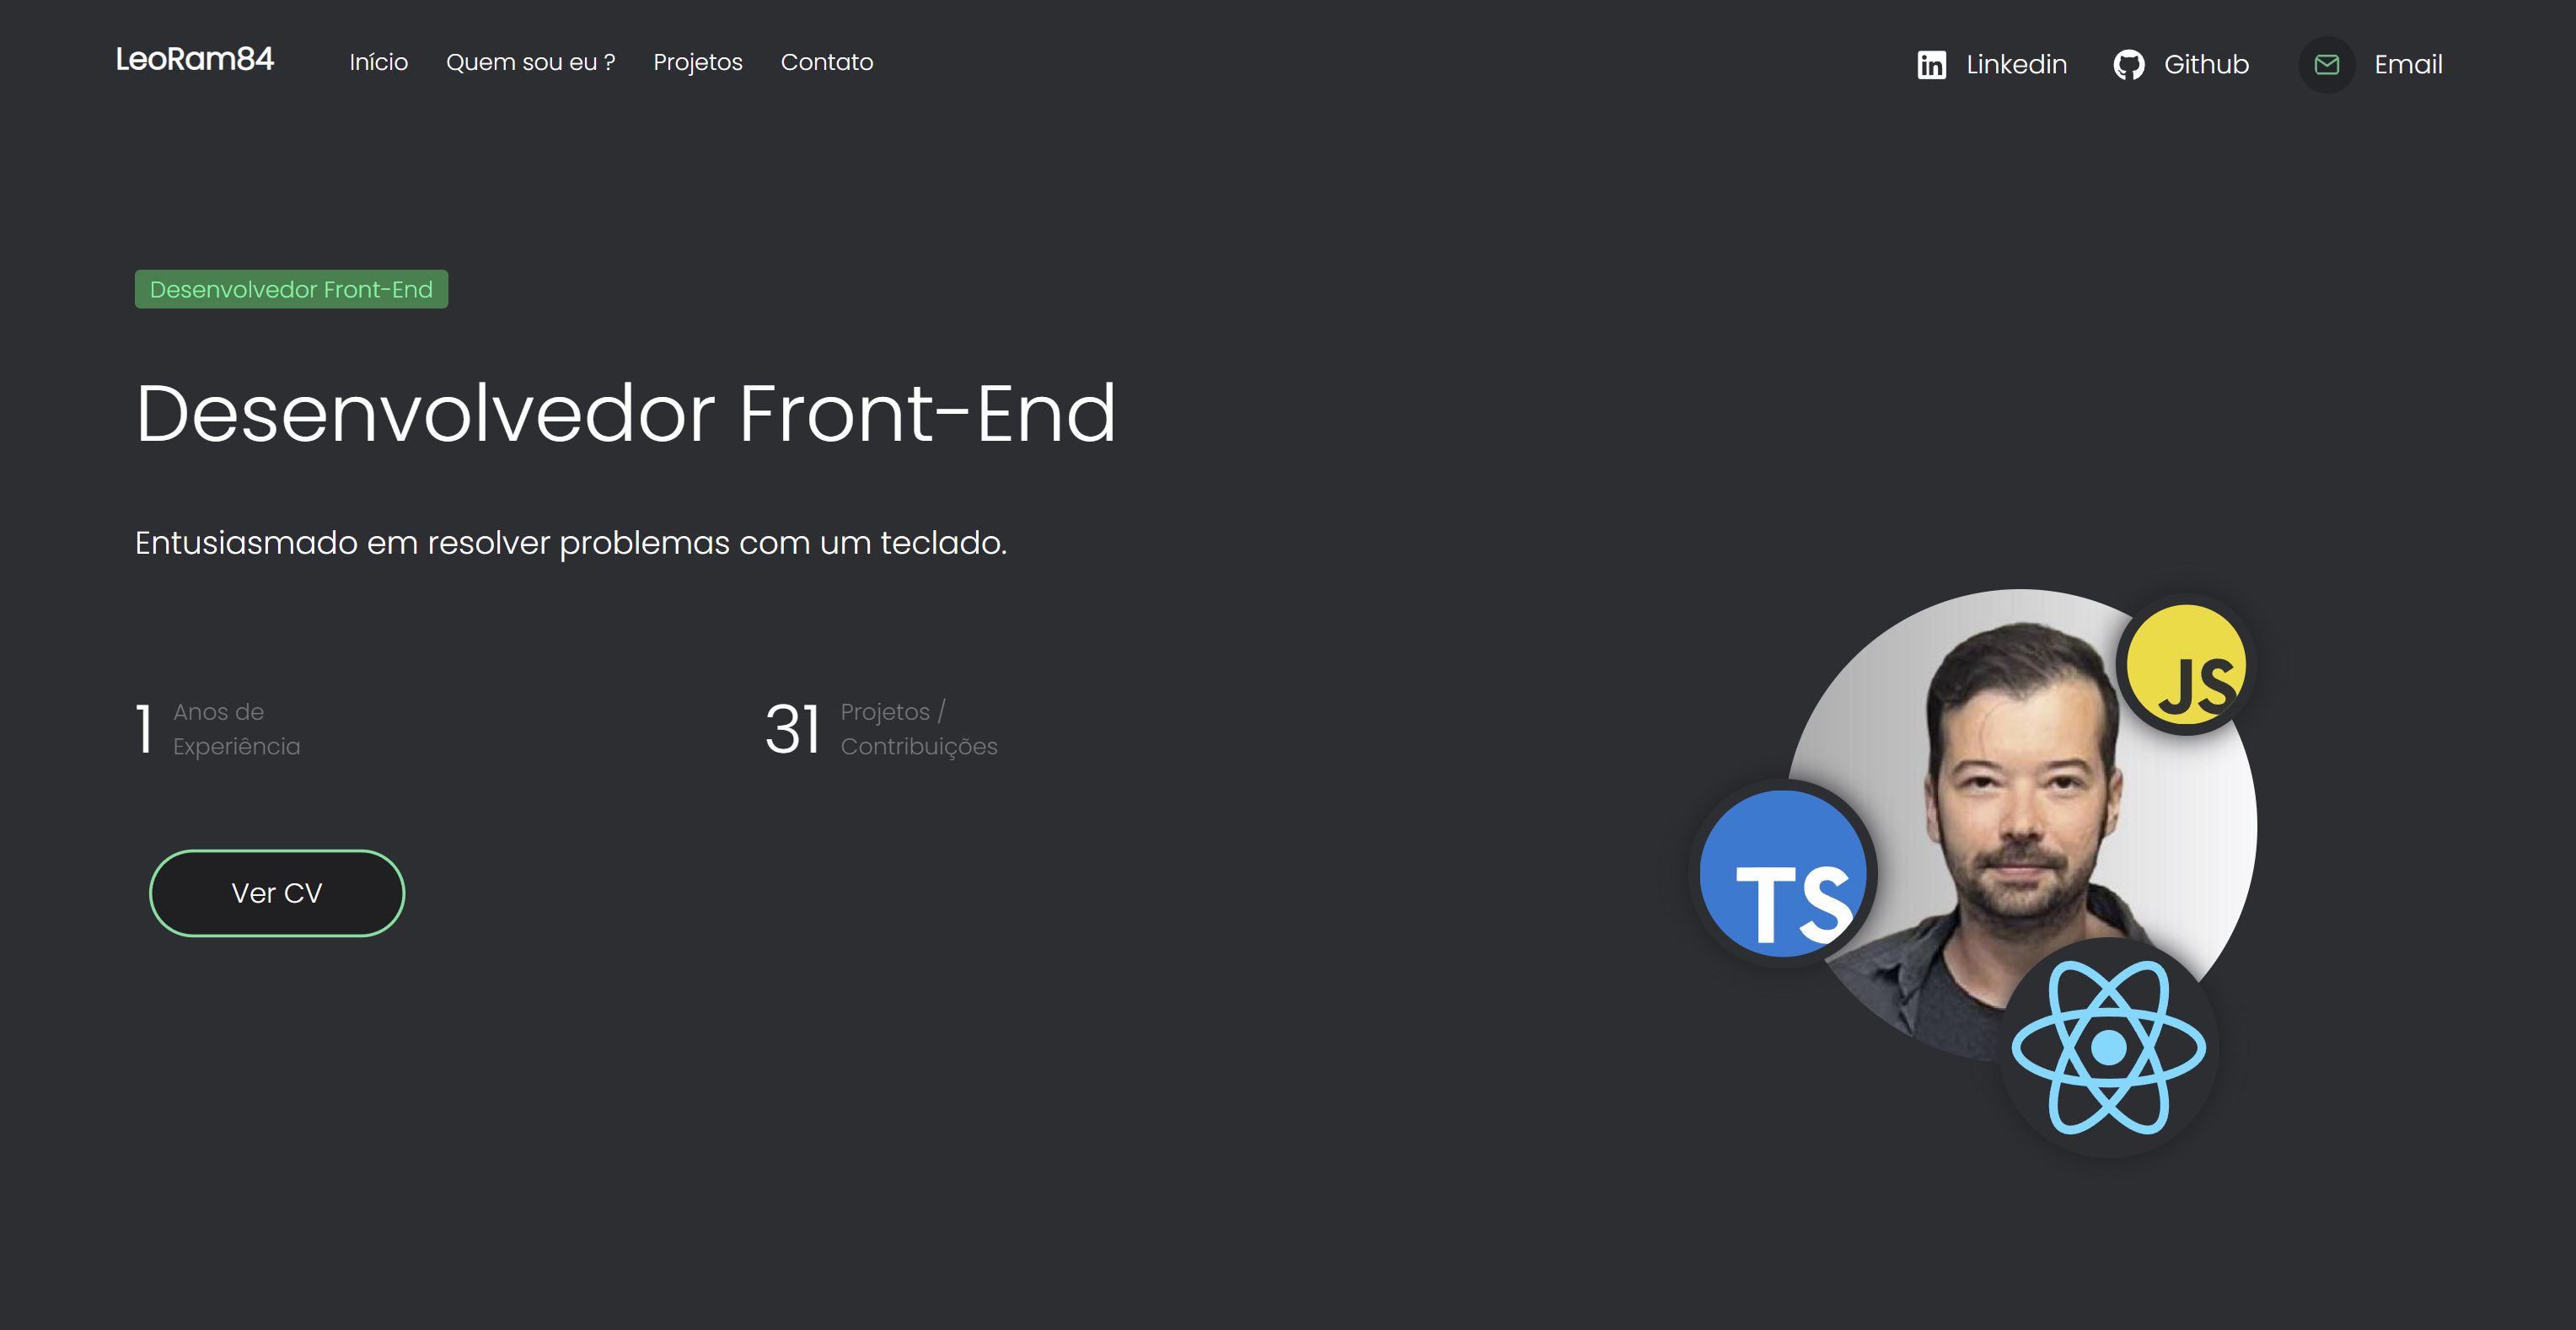 LeoRam84
Início
Quem sou eu ?
Projetos
Contato
in
Linkedin
Github
Email
Desenvolvedor Front-End
Desenvolvedor Front-End
Entusiasmado em resolver problemas com um teclado.
1
Anos de
Experiência
31
Projetos /
Contribuições
Ver CV
JS
TS